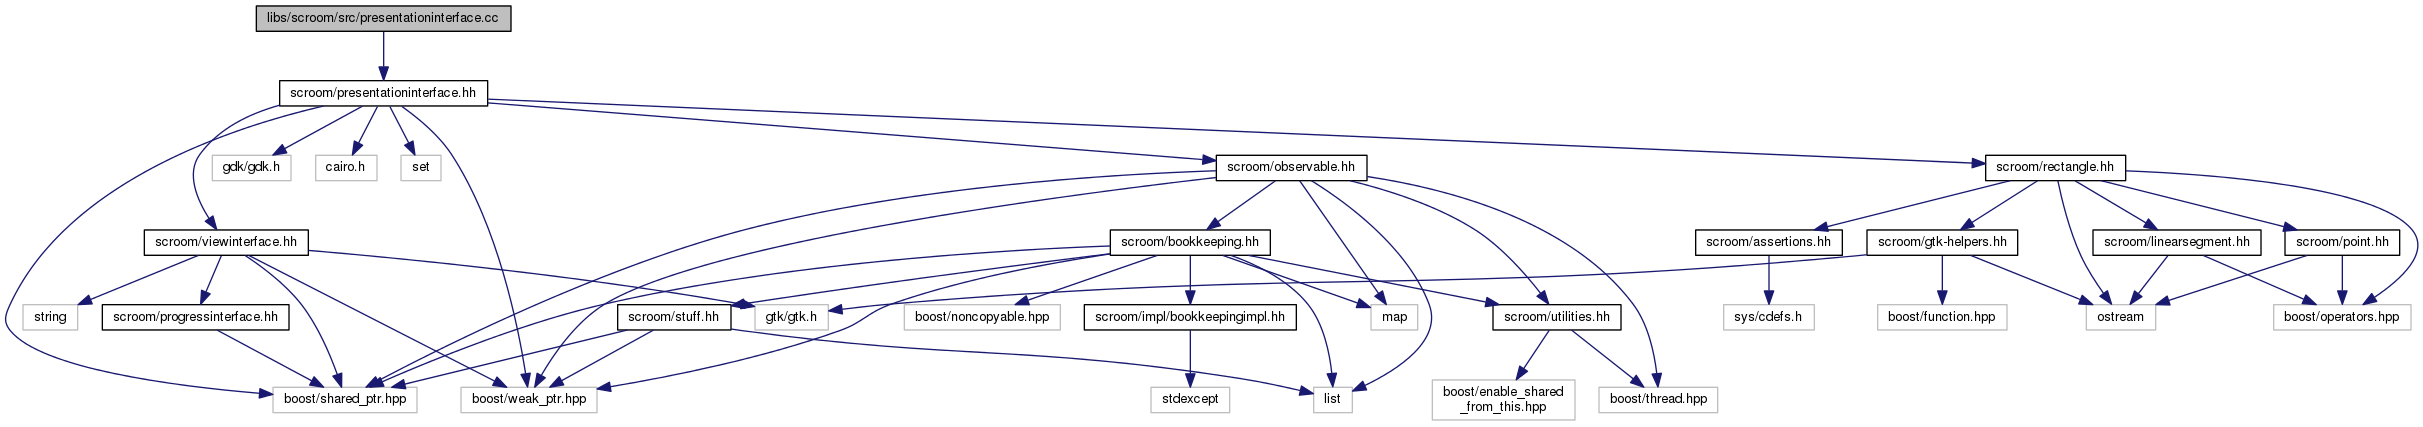 libs/scroom/src/presentationinterface.cc
scroom/presentationinterface.hh
gdk/gdk.h
cairo.h
set
scroom/observable.hh
scroom/rectangle.hh
scroom/viewinterface.hh
scroom/bookkeeping.hh
scroom/assertions.hh
scroom/gtk-helpers.hh
scroom/linearsegment.hh
scroom/point.hh
string
scroom/progressinterface.hh
scroom/stuff.hh
gtk/gtk.h
boost/noncopyable.hpp
scroom/impl/bookkeepingimpl.hh
map
scroom/utilities.hh
sys/cdefs.h
boost/function.hpp
ostream
boost/operators.hpp
boost/shared_ptr.hpp
boost/weak_ptr.hpp
stdexcept
list
boost/enable_shared
_from_this.hpp
boost/thread.hpp